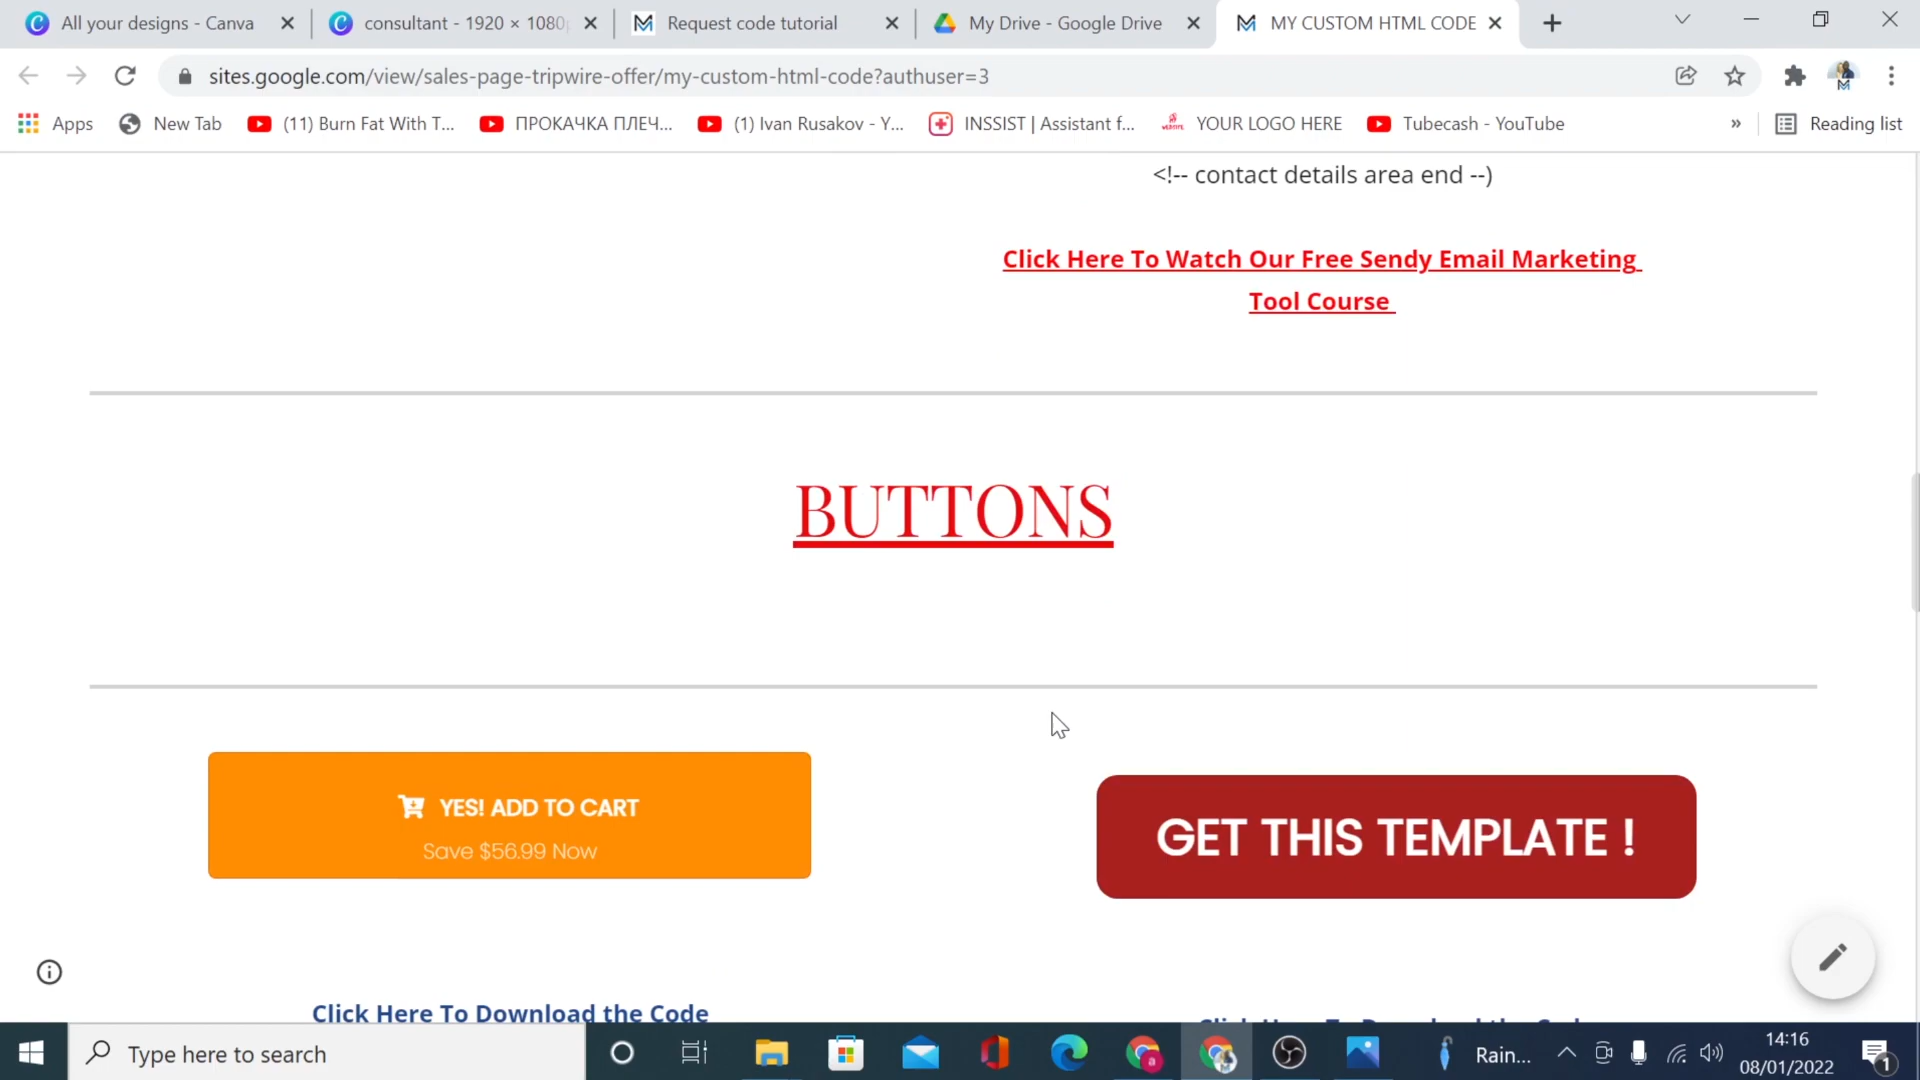 All your designs - Canva
consultant - 1920 × 1080p
Request code tutorial
My Drive - Google Drive
MY CUSTOM HTML CODE
sites.google.com/view/sales-page-tripwire-offer/my-custom-html-code?authuser=3
Apps
New Tab
(11) Burn Fat With T...
ПРОКАЧКА ПЛЕЧ...
(1) Ivan Rusakov - Y...
INSSIST | Assistant f...
YOUR LOGO HERE
Tubecash - YouTube
»
Reading list
<!-- contact details area end --)
Click Here To Watch Our Free Sendy Email Marketing
Tool Course
BUTTONS
YES! ADD TO CART
Save $56.99 Now
GET THIS TEMPLATE !
Click Here To Download the Code
Type here to search
Rain...
14:16
08/01/2022
1